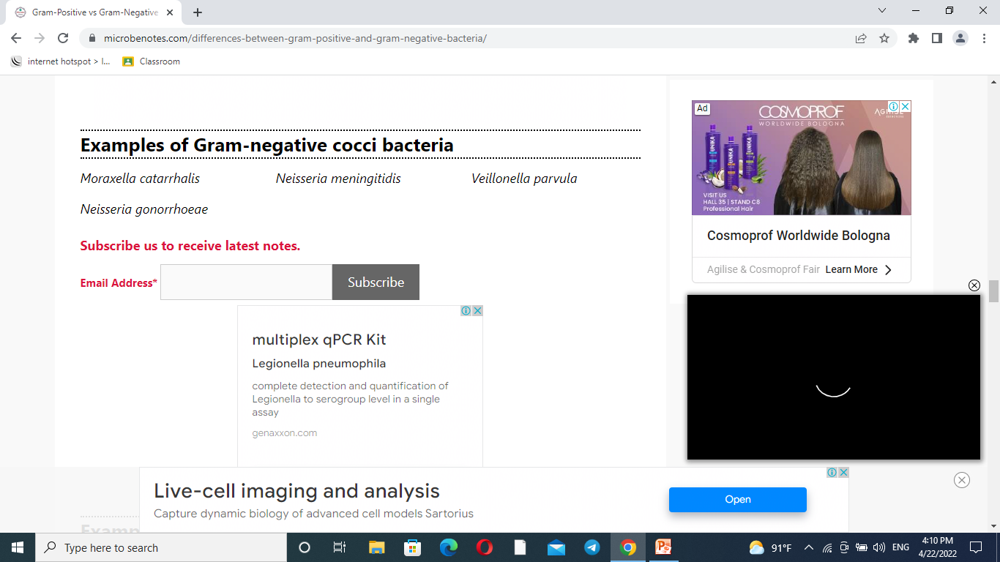 Gram-Positive vs Gram-Negative
microbenotes.com/differences-between-gram-positive-and-gram-negative-bacteria/
internet hotspot > I...
Classroom
Examples of Gram-negative cocci bacteria
Moraxella catarrhalis
Neisseria meningitidis
Veillonella parvula
Neisseria gonorrhoeae
Subscribe us to receive latest notes.
Email Address*
Subscribe
multiplex qPCR Kit
Legionella pneumophila
complete detection and quantification of
Legionella to serogroup level in a single
assay
genaxxon.com
Ad
COSMOPROF
WORLDWIDE BOLOGNA
UNIKA
UNIKA
UNIKA
VISIT US
HALL 35 | STAND C8
Professional Hair
Cosmoprof Worldwide Bologna
Agilise & Cosmoprof Fair
Learn More
Live-cell imaging and analysis
Capture dynamic biology of advanced cell models Sartorius
Open
Type here to search
91°F
ENG
4:10 PM
4/22/2022